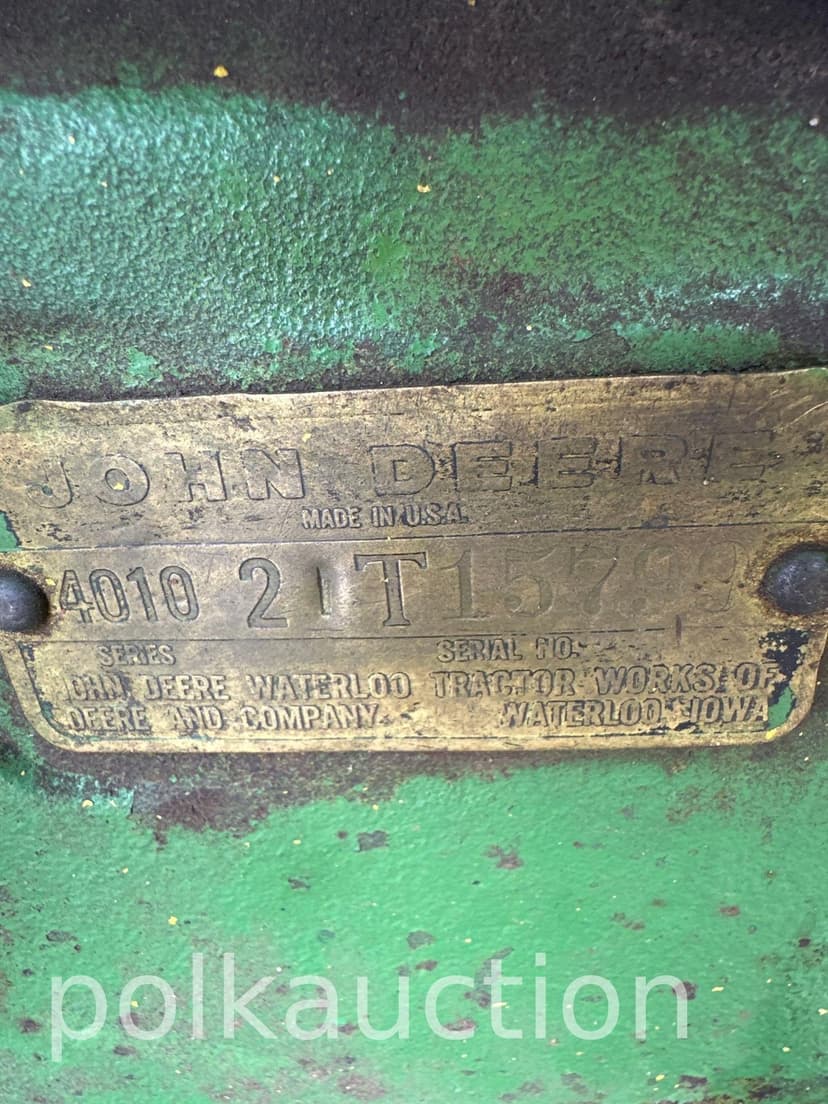 JOHN DEERE
MADE IN U.S.A.
4010 21T15799
SERIES SERIAL NO.
JOHN DEERE WATERLOO TRACTOR WORKS OF
DEERE AND COMPANY WATERLOO IOWA
polkauction